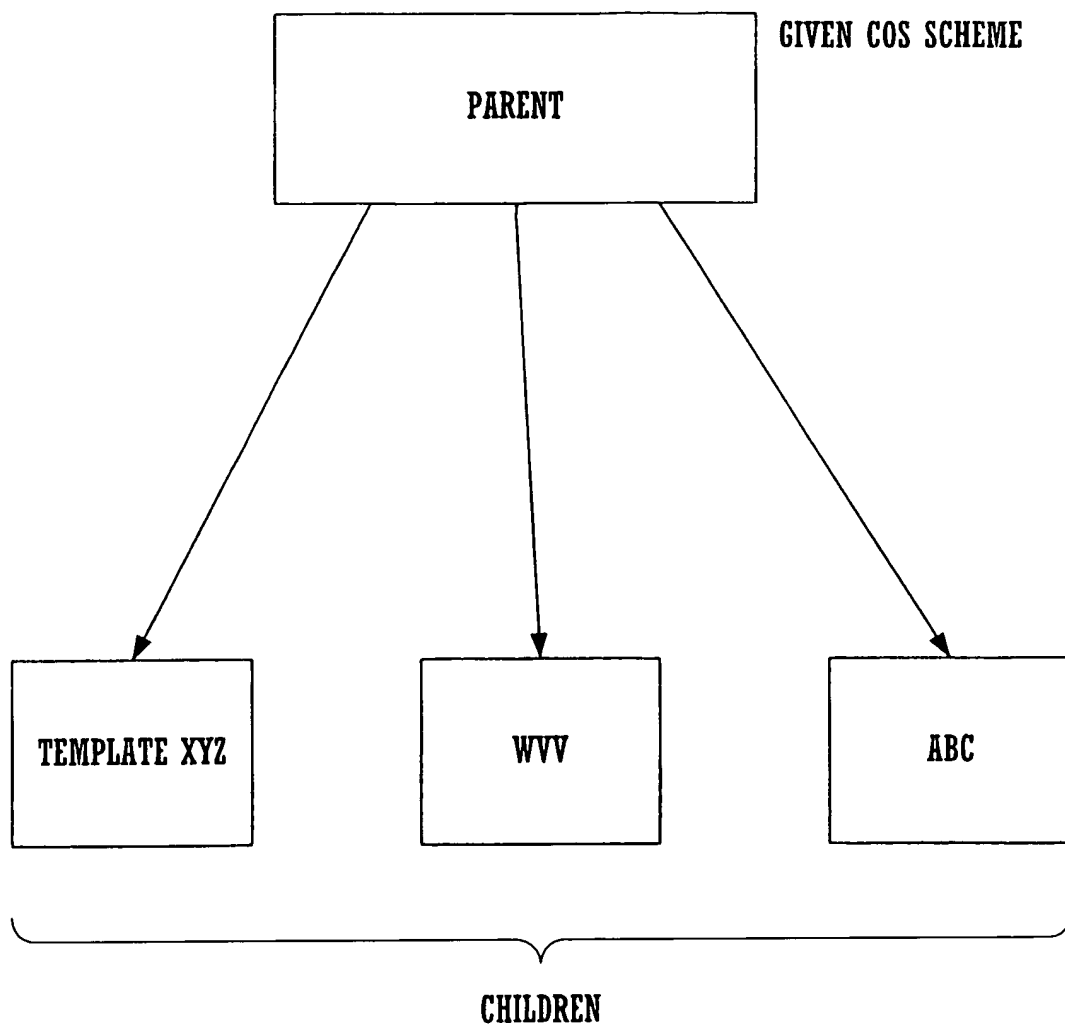 GIVEN COS SCHEME
PARENT
TEMPLATE XYZ
WVV
ABC
CHILDREN